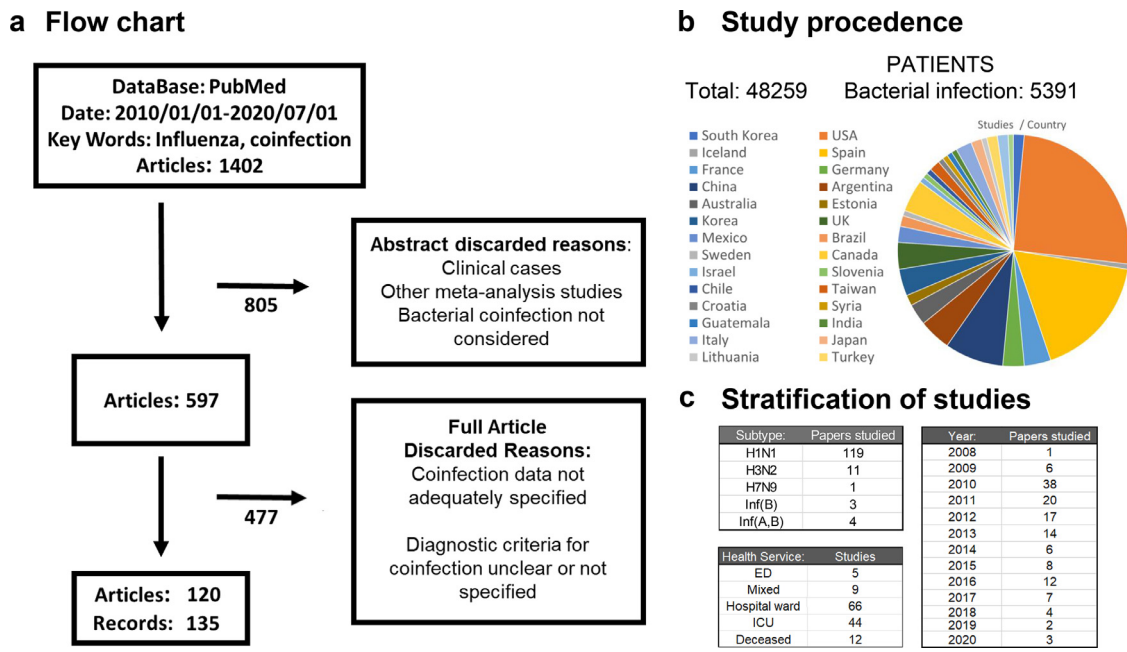 a Flow chart
DataBase: PubMed
Date: 2010/01/01-2020/07/01
Key Words: Influenza, coinfection
Articles: 1402
805
Abstract discarded reasons:
Clinical cases
Other meta-analysis studies
Bacterial coinfection not
considered
Articles: 597
477
Full Article
Discarded Reasons:
Coinfection data not
adequately specified
Diagnostic criteria for
coinfection unclear or not
specified
Articles: 120
Records: 135
b Study procedence
PATIENTS
Total: 48259 Bacterial infection: 5391
Studies / Country
South Korea USA
Iceland Spain
France Germany
China Argentina
Australia Estonia
Korea UK
Mexico Brazil
Sweden Canada
Israel Slovenia
Chile Taiwan
Croatia Syria
Guatemala India
Italy Japan
Lithuania Turkey
c Stratification of studies
Subtype: Papers studied
H1N1 119
H3N2 11
H7N9 1
Inf(B) 3
Inf(A,B) 4
Health Service: Studies
ED 5
Mixed 9
Hospital ward 66
ICU 44
Deceased 12
Year: Papers studied
2008 1
2009 6
2010 38
2011 20
2012 17
2013 14
2014 6
2015 8
2016 12
2017 7
2018 4
2019 2
2020 3